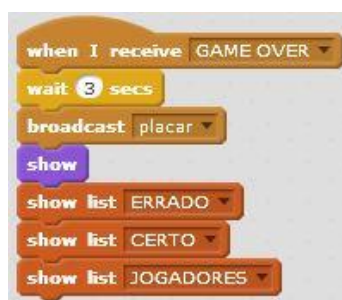 when I receive GAME OVER
wait 3 secs
broadcast placar
show
show list ERRADO
show list CERTO
show list JOGADORES